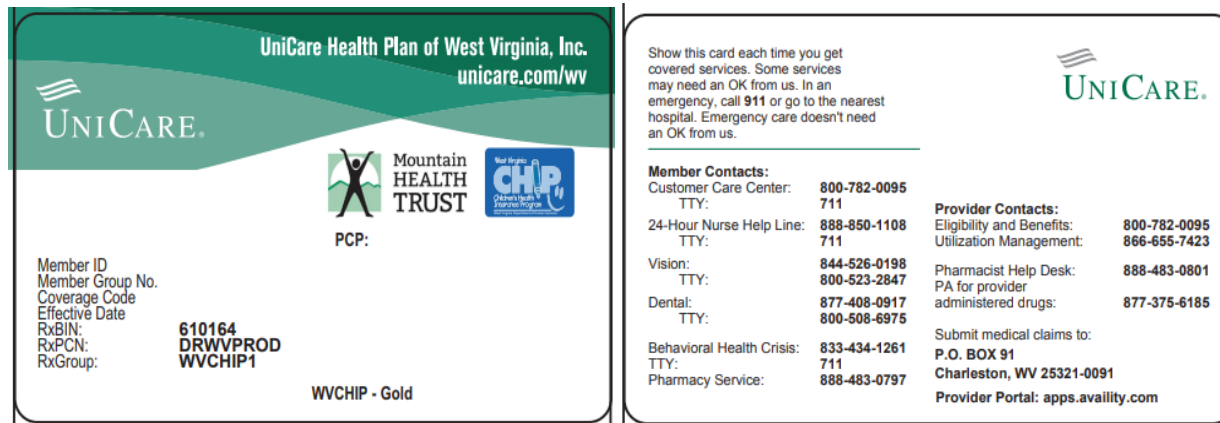 UniCare Health Plan of West Virginia, Inc.
unicare.com/wv
UNICARE®
Mountain
HEALTH
TRUST
West Virginia
CHIP
Children's Health
Insurance Program
PCP:
Member ID
Member Group No.
Coverage Code
Effective Date
RxBIN: 610164
RxPCN: DRWVPROD
RxGroup: WVCHIP1
WVCHIP - Gold
Show this card each time you get
covered services. Some services
may need an OK from us. In an
emergency, call 911 or go to the nearest
hospital. Emergency care doesn't need
an OK from us.
UNICARE®
Member Contacts:
Customer Care Center: 800-782-0095
TTY: 711
24-Hour Nurse Help Line: 888-850-1108
TTY: 711
Vision: 844-526-0198
TTY: 800-523-2847
Dental: 877-408-0917
TTY: 800-508-6975
Behavioral Health Crisis: 833-434-1261
TTY: 711
Pharmacy Service: 888-483-0797
Provider Contacts:
Eligibility and Benefits: 800-782-0095
Utilization Management: 866-655-7423
Pharmacist Help Desk: 888-483-0801
PA for provider
administered drugs: 877-375-6185
Submit medical claims to:
P.O. BOX 91
Charleston, WV 25321-0091
Provider Portal: apps.availity.com